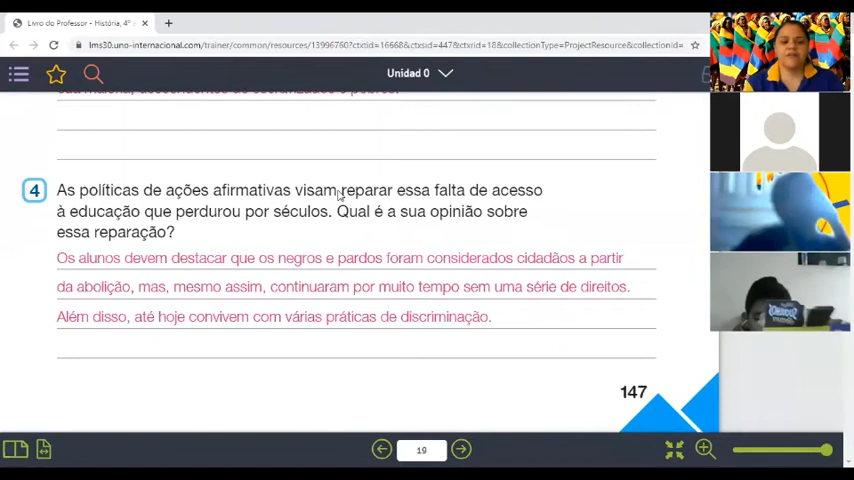 Livro do Professor - História, 4º
lms30.uno-internacional.com/trainer/common/resources/13996760?ctxtid=16668&ctxsid=447&ctxrid=18&collectionType=ProjectResource&collectionId=
Unidad 0
4 As políticas de ações afirmativas visam reparar essa falta de acesso
à educação que perdurou por séculos. Qual é a sua opinião sobre
essa reparação?
Os alunos devem destacar que os negros e pardos foram considerados cidadãos a partir
da abolição, mas, mesmo assim, continuaram por muito tempo sem uma série de direitos.
Além disso, até hoje convivem com várias práticas de discriminação.
147
19